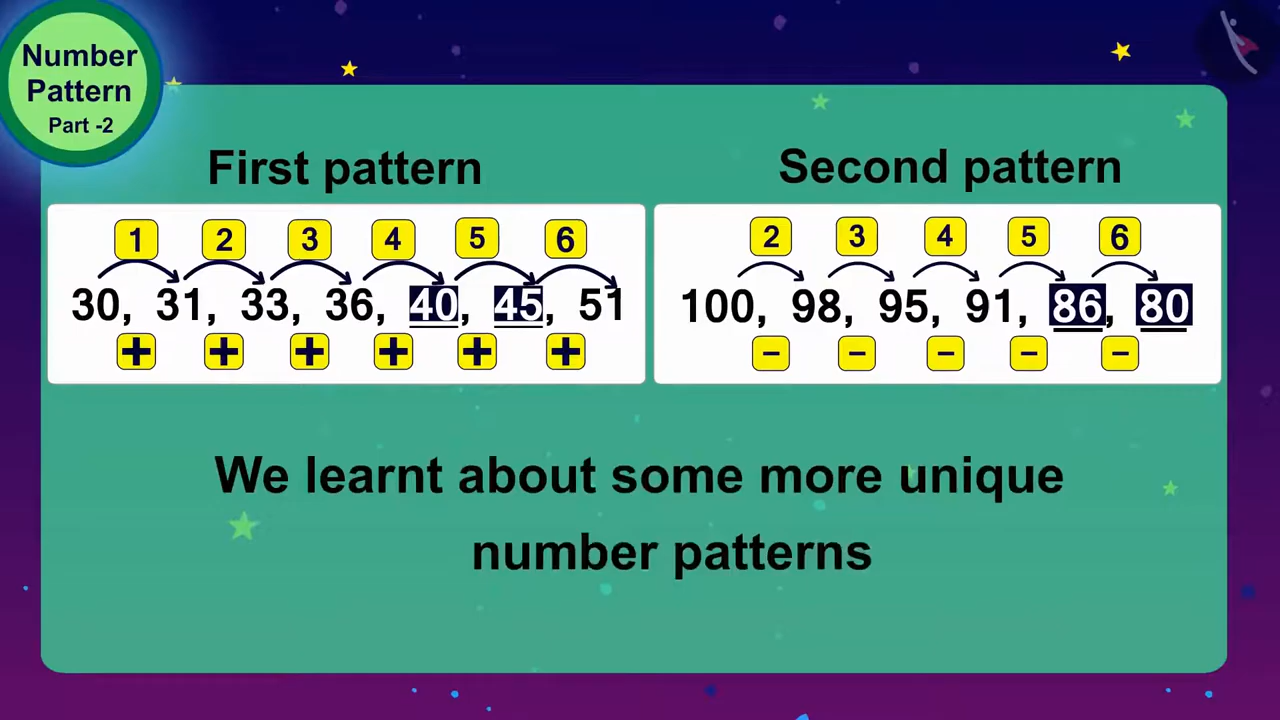 Number
Pattern
Part -2
First pattern
1 2 3 4 5 6
30, 31, 33, 36, 40, 45, 51
+ + + + + +
Second pattern
2 3 4 5 6
100, 98, 95, 91, 86, 80
− − − − −
We learnt about some more unique
number patterns